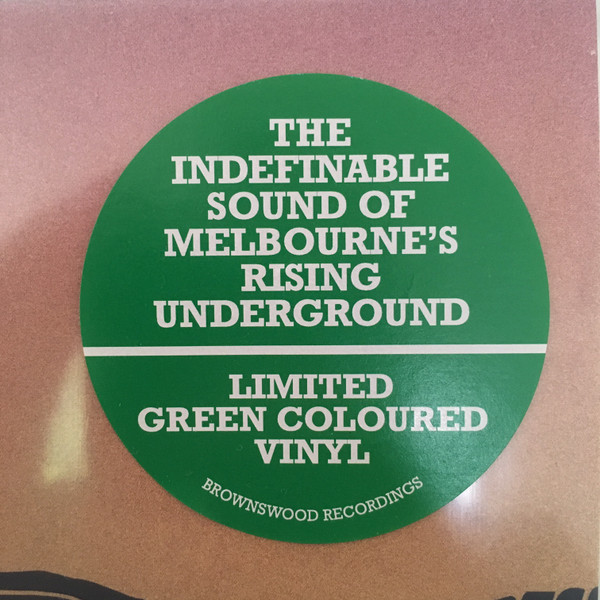 THE
INDEFINABLE
SOUND OF
MELBOURNE'S
RISING
UNDERGROUND
LIMITED
GREEN COLOURED
VINYL
BROWNSWOOD RECORDINGS